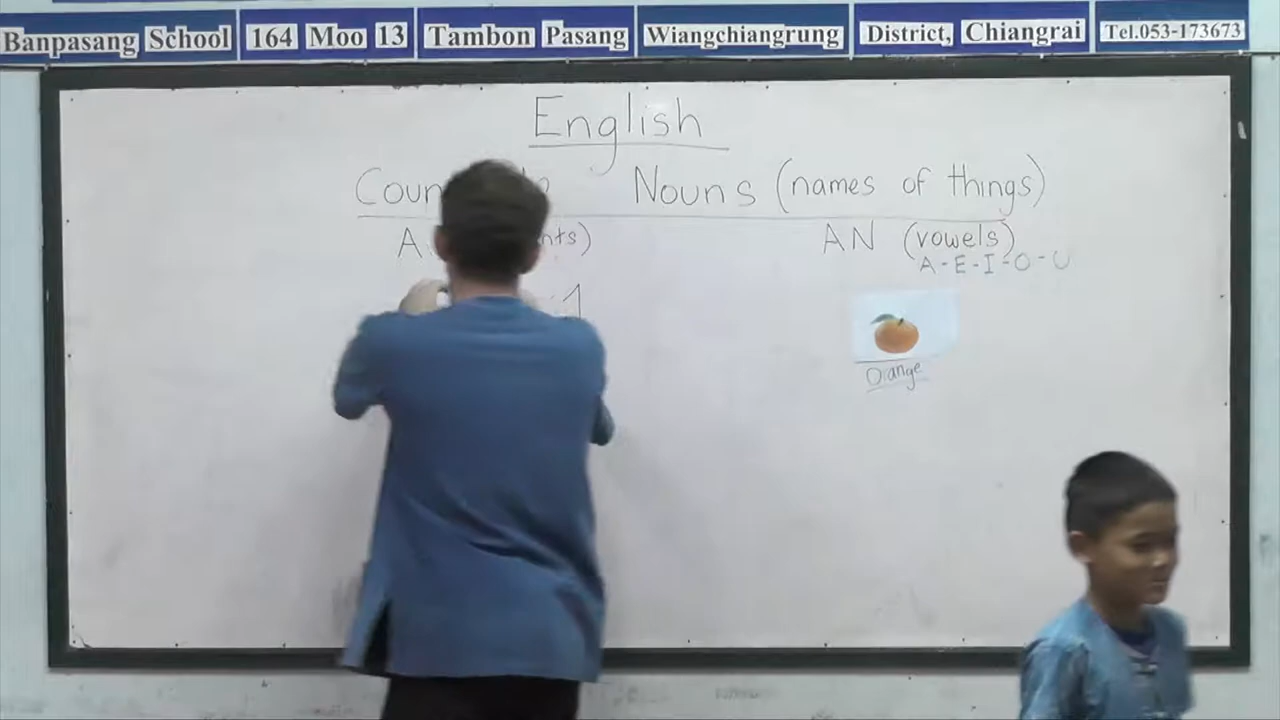 Banpasang School 164 Moo 13 Tambon Pasang Wiangchiangrung District, Chiangrai Tel.053-173673
English
Nouns (names of things)
A
AN (vowels)
A-E-I-O-U
Orange